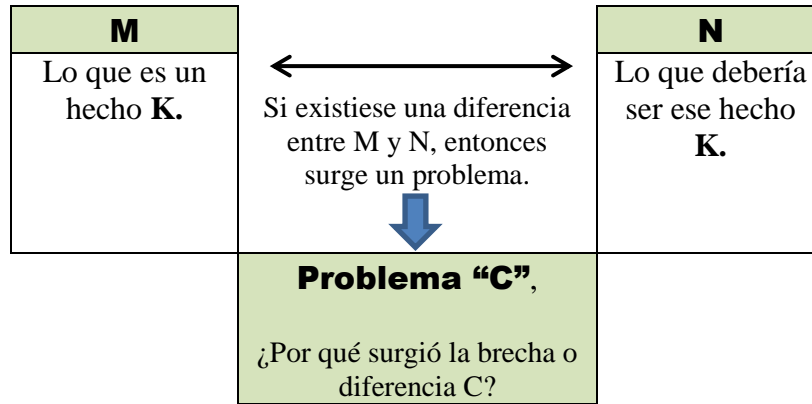 M
Lo que es un
hecho K.
Si existiese una diferencia
entre M y N, entonces
surge un problema.
N
Lo que debería
ser ese hecho
K.
Problema “C”,
¿Por qué surgió la brecha o
diferencia C?